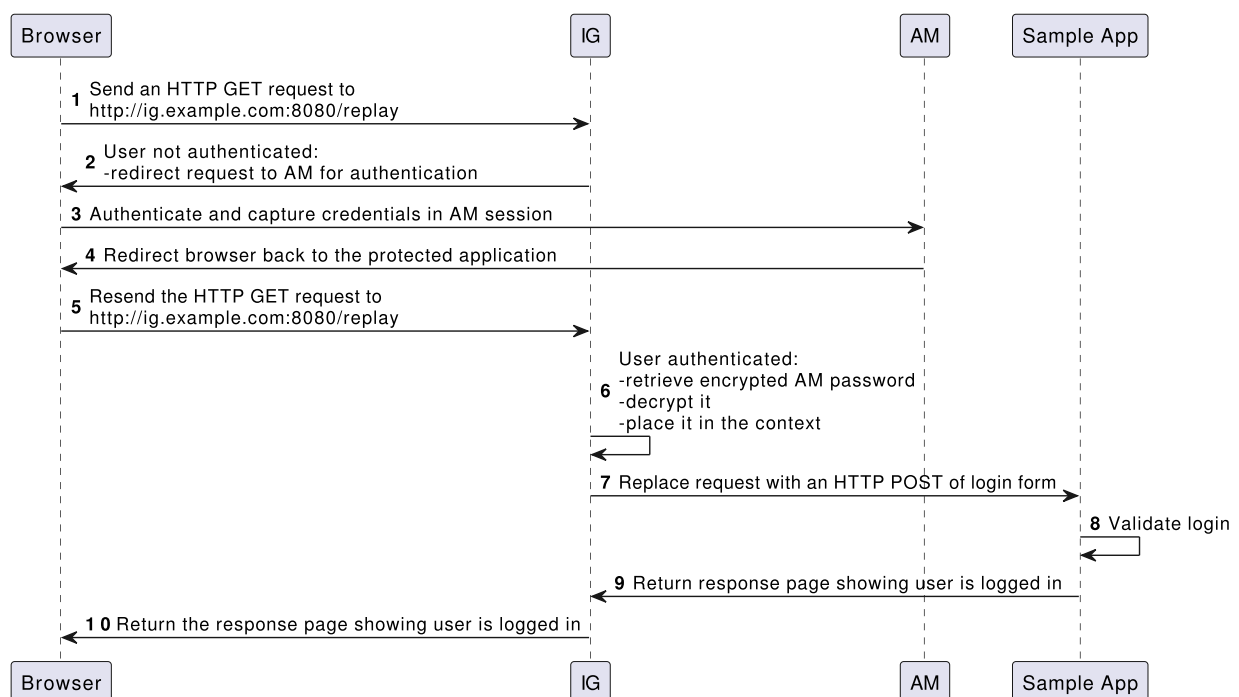 Browser
IG
AM
Sample App
1 Send an HTTP GET request to
http://ig.example.com:8080/replay
2 User not authenticated:
-redirect request to AM for authentication
3 Authenticate and capture credentials in AM session
4 Redirect browser back to the protected application
5 Resend the HTTP GET request to
http://ig.example.com:8080/replay
6 User authenticated:
-retrieve encrypted AM password
-decrypt it
-place it in the context
7 Replace request with an HTTP POST of login form
8 Validate login
9 Return response page showing user is logged in
10 Return the response page showing user is logged in
Browser
IG
AM
Sample App